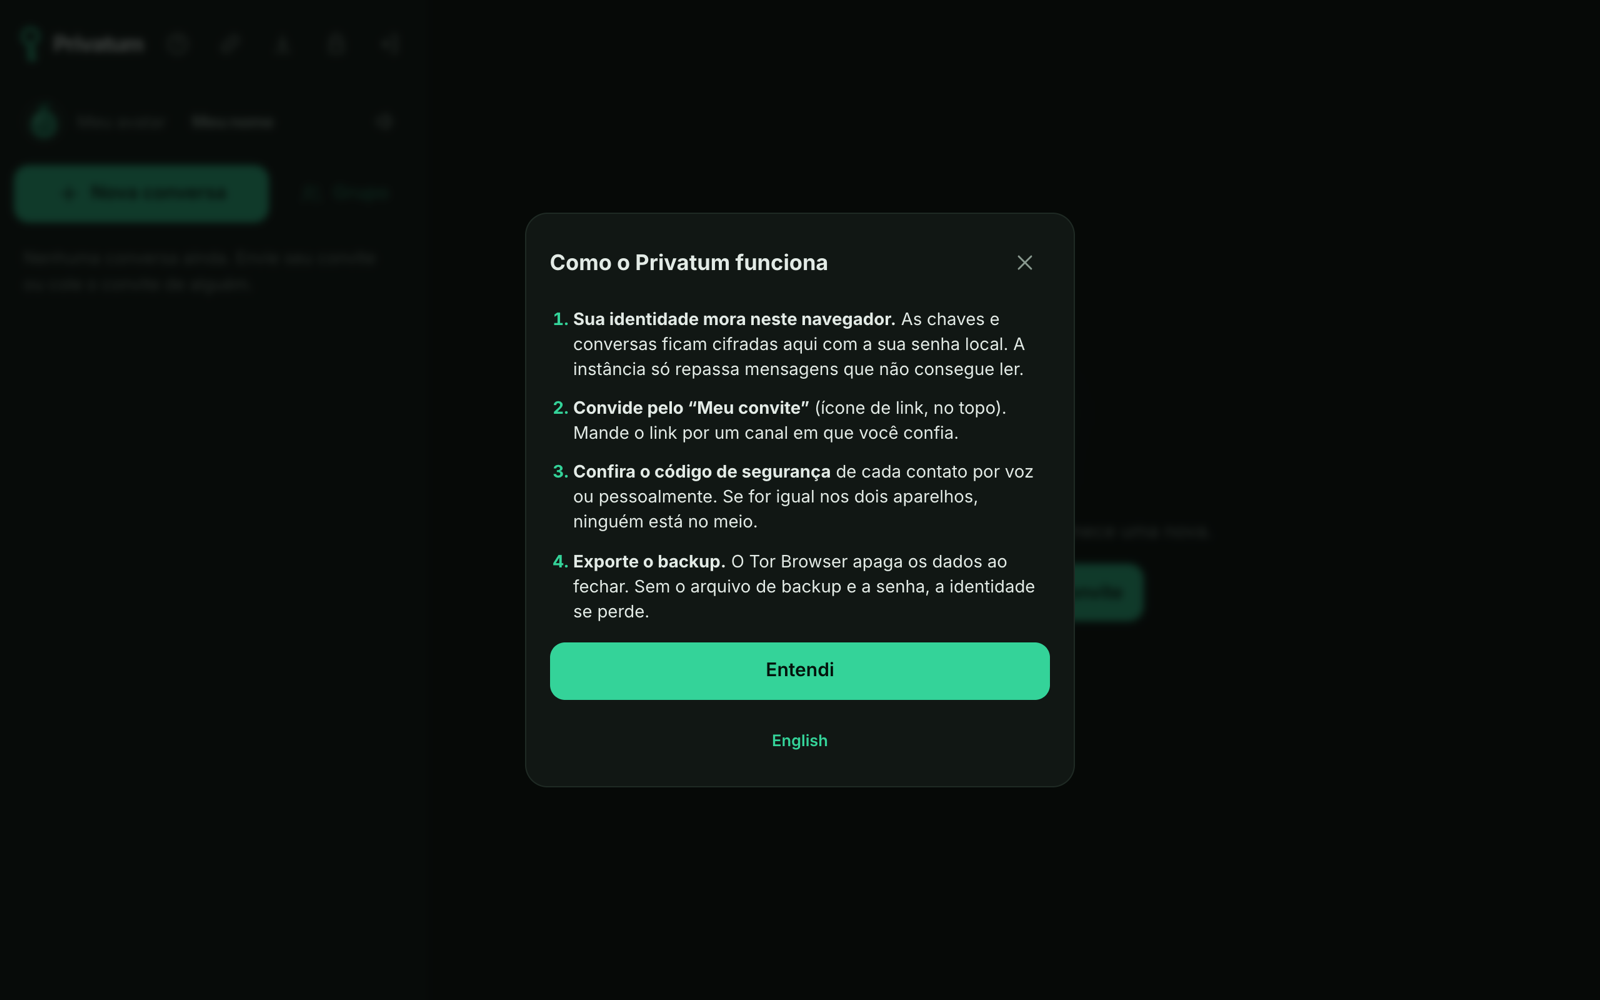 Privatum
Nova conversa
Grupo
Como o Privatum funciona
1. Sua identidade mora neste navegador. As chaves e
conversas ficam cifradas aqui com a sua senha local. A
instância só repassa mensagens que não consegue ler.
2. Convide pelo “Meu convite” (ícone de link, no topo).
Mande o link por um canal em que você confia.
3. Confira o código de segurança de cada contato por voz
ou pessoalmente. Se for igual nos dois aparelhos,
ninguém está no meio.
4. Exporte o backup. O Tor Browser apaga os dados ao
fechar. Sem o arquivo de backup e a senha, a identidade
se perde.
Entendi
English